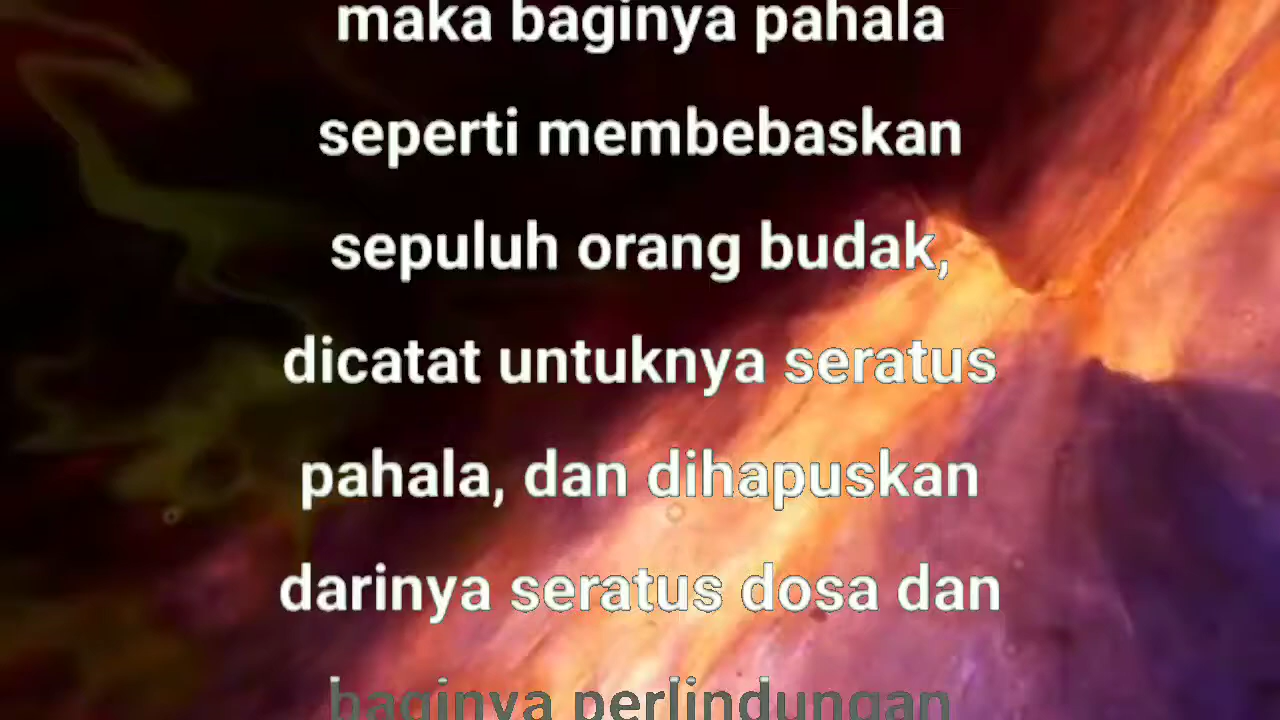 maka baginya pahala
seperti membebaskan
sepuluh orang budak,
dicatat untuknya seratus
pahala, dan dihapuskan
darinya seratus dosa dan
baginya perlindungan